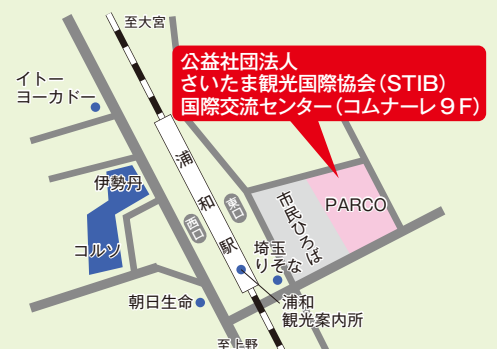 至大宮
公益社団法人
さいたま観光国際協会（STIB）
国際交流センター（コムナーレ９F）
イトー
ヨーカドー
伊勢丹
コルソ
浦和駅
西口
東口
市民ひろば
PARCO
埼玉
りそな
朝日生命
浦和
観光案内所
至上野